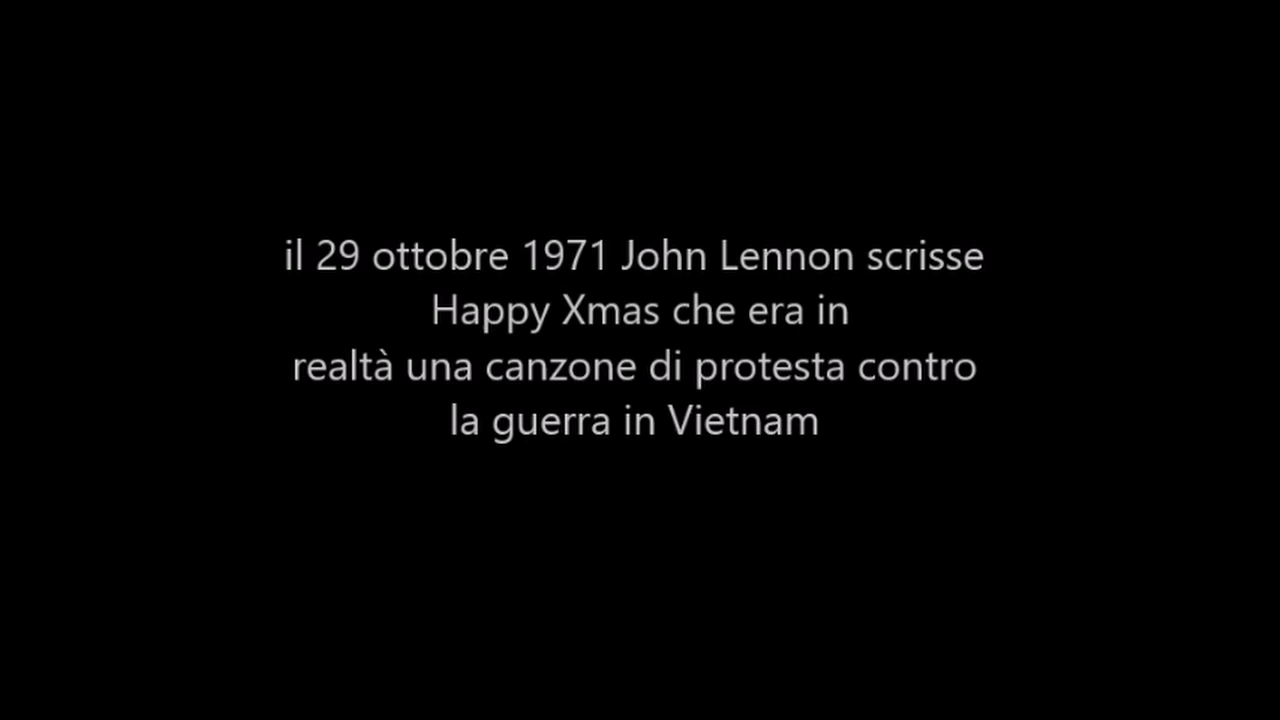 il 29 ottobre 1971 John Lennon scrisse
Happy Xmas che era in
realtà una canzone di protesta contro
la guerra in Vietnam